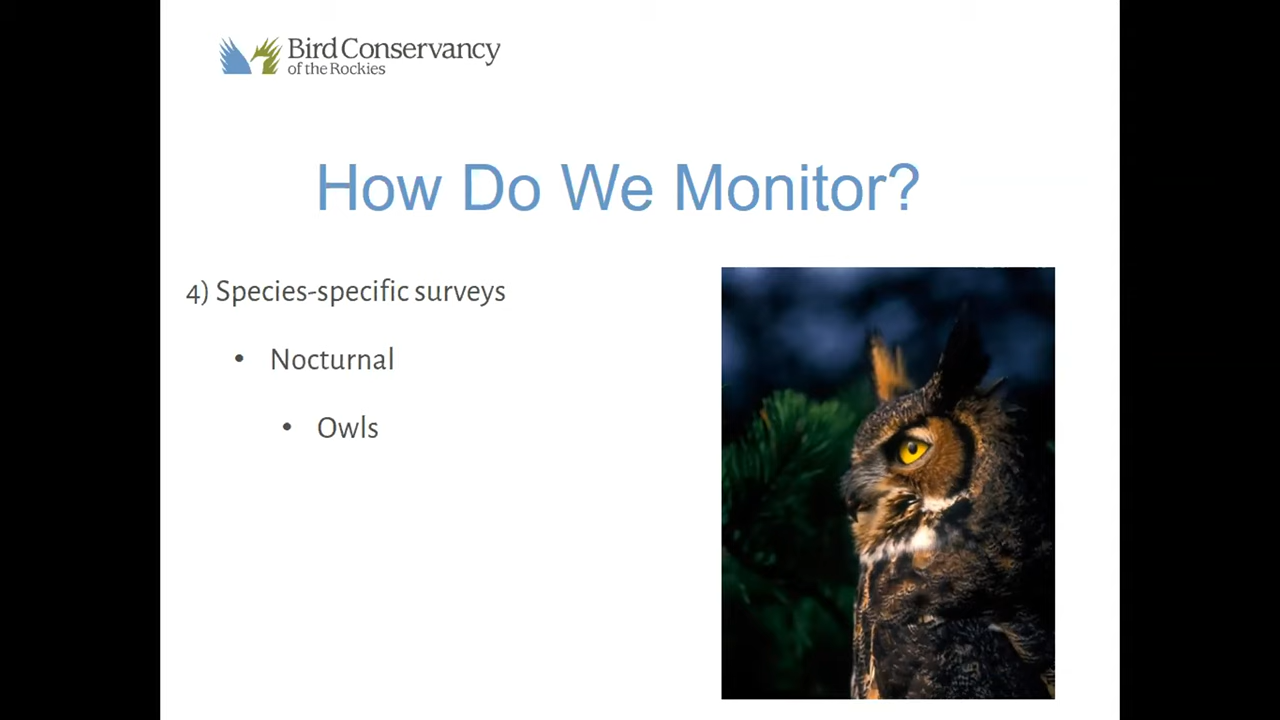 Bird Conservancy
of the Rockies
How Do We Monitor?
4) Species-specific surveys
• Nocturnal
• Owls